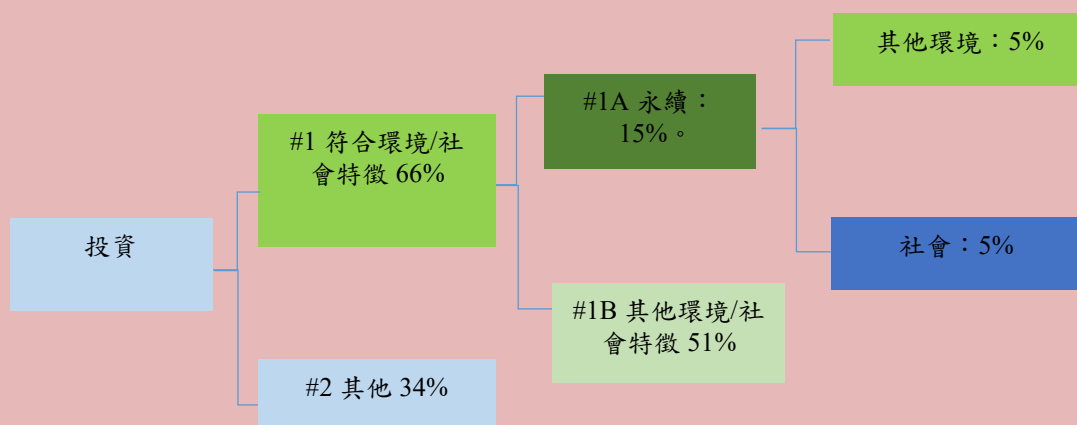 其他環境：5%
#1A 永續：
15%。
#1 符合環境/社
會特徵 66%
投資
社會：5%
#1B 其他環境/社
會特徵 51%
#2 其他 34%